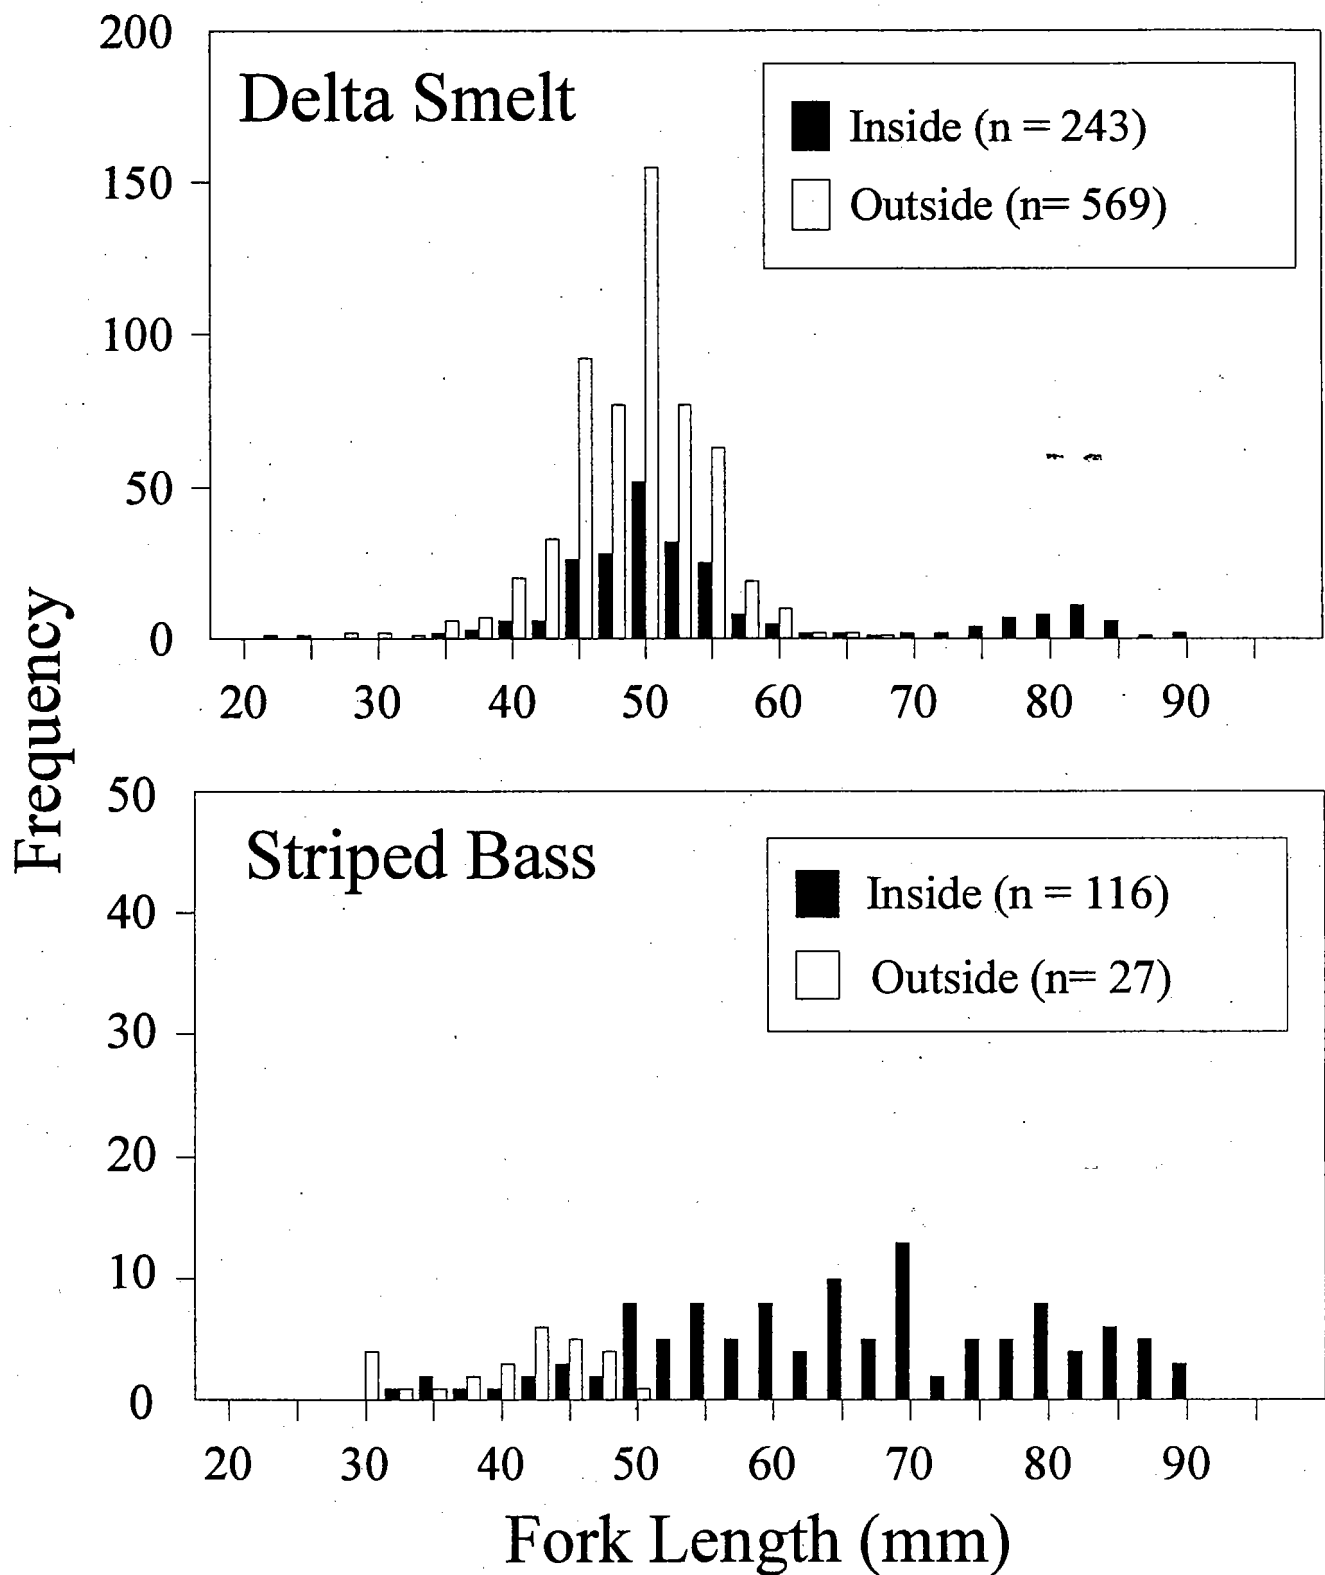 200
Delta Smelt
Inside (n = 243)
150
Outside (n= 569)
100
50
0
20 30 40 50 60 70 80 90
Frequency
50
Striped Bass
Inside (n = 116)
40
Outside (n= 27)
30
20
10
0
20 30 40 50 60 70 80 90
Fork Length (mm)